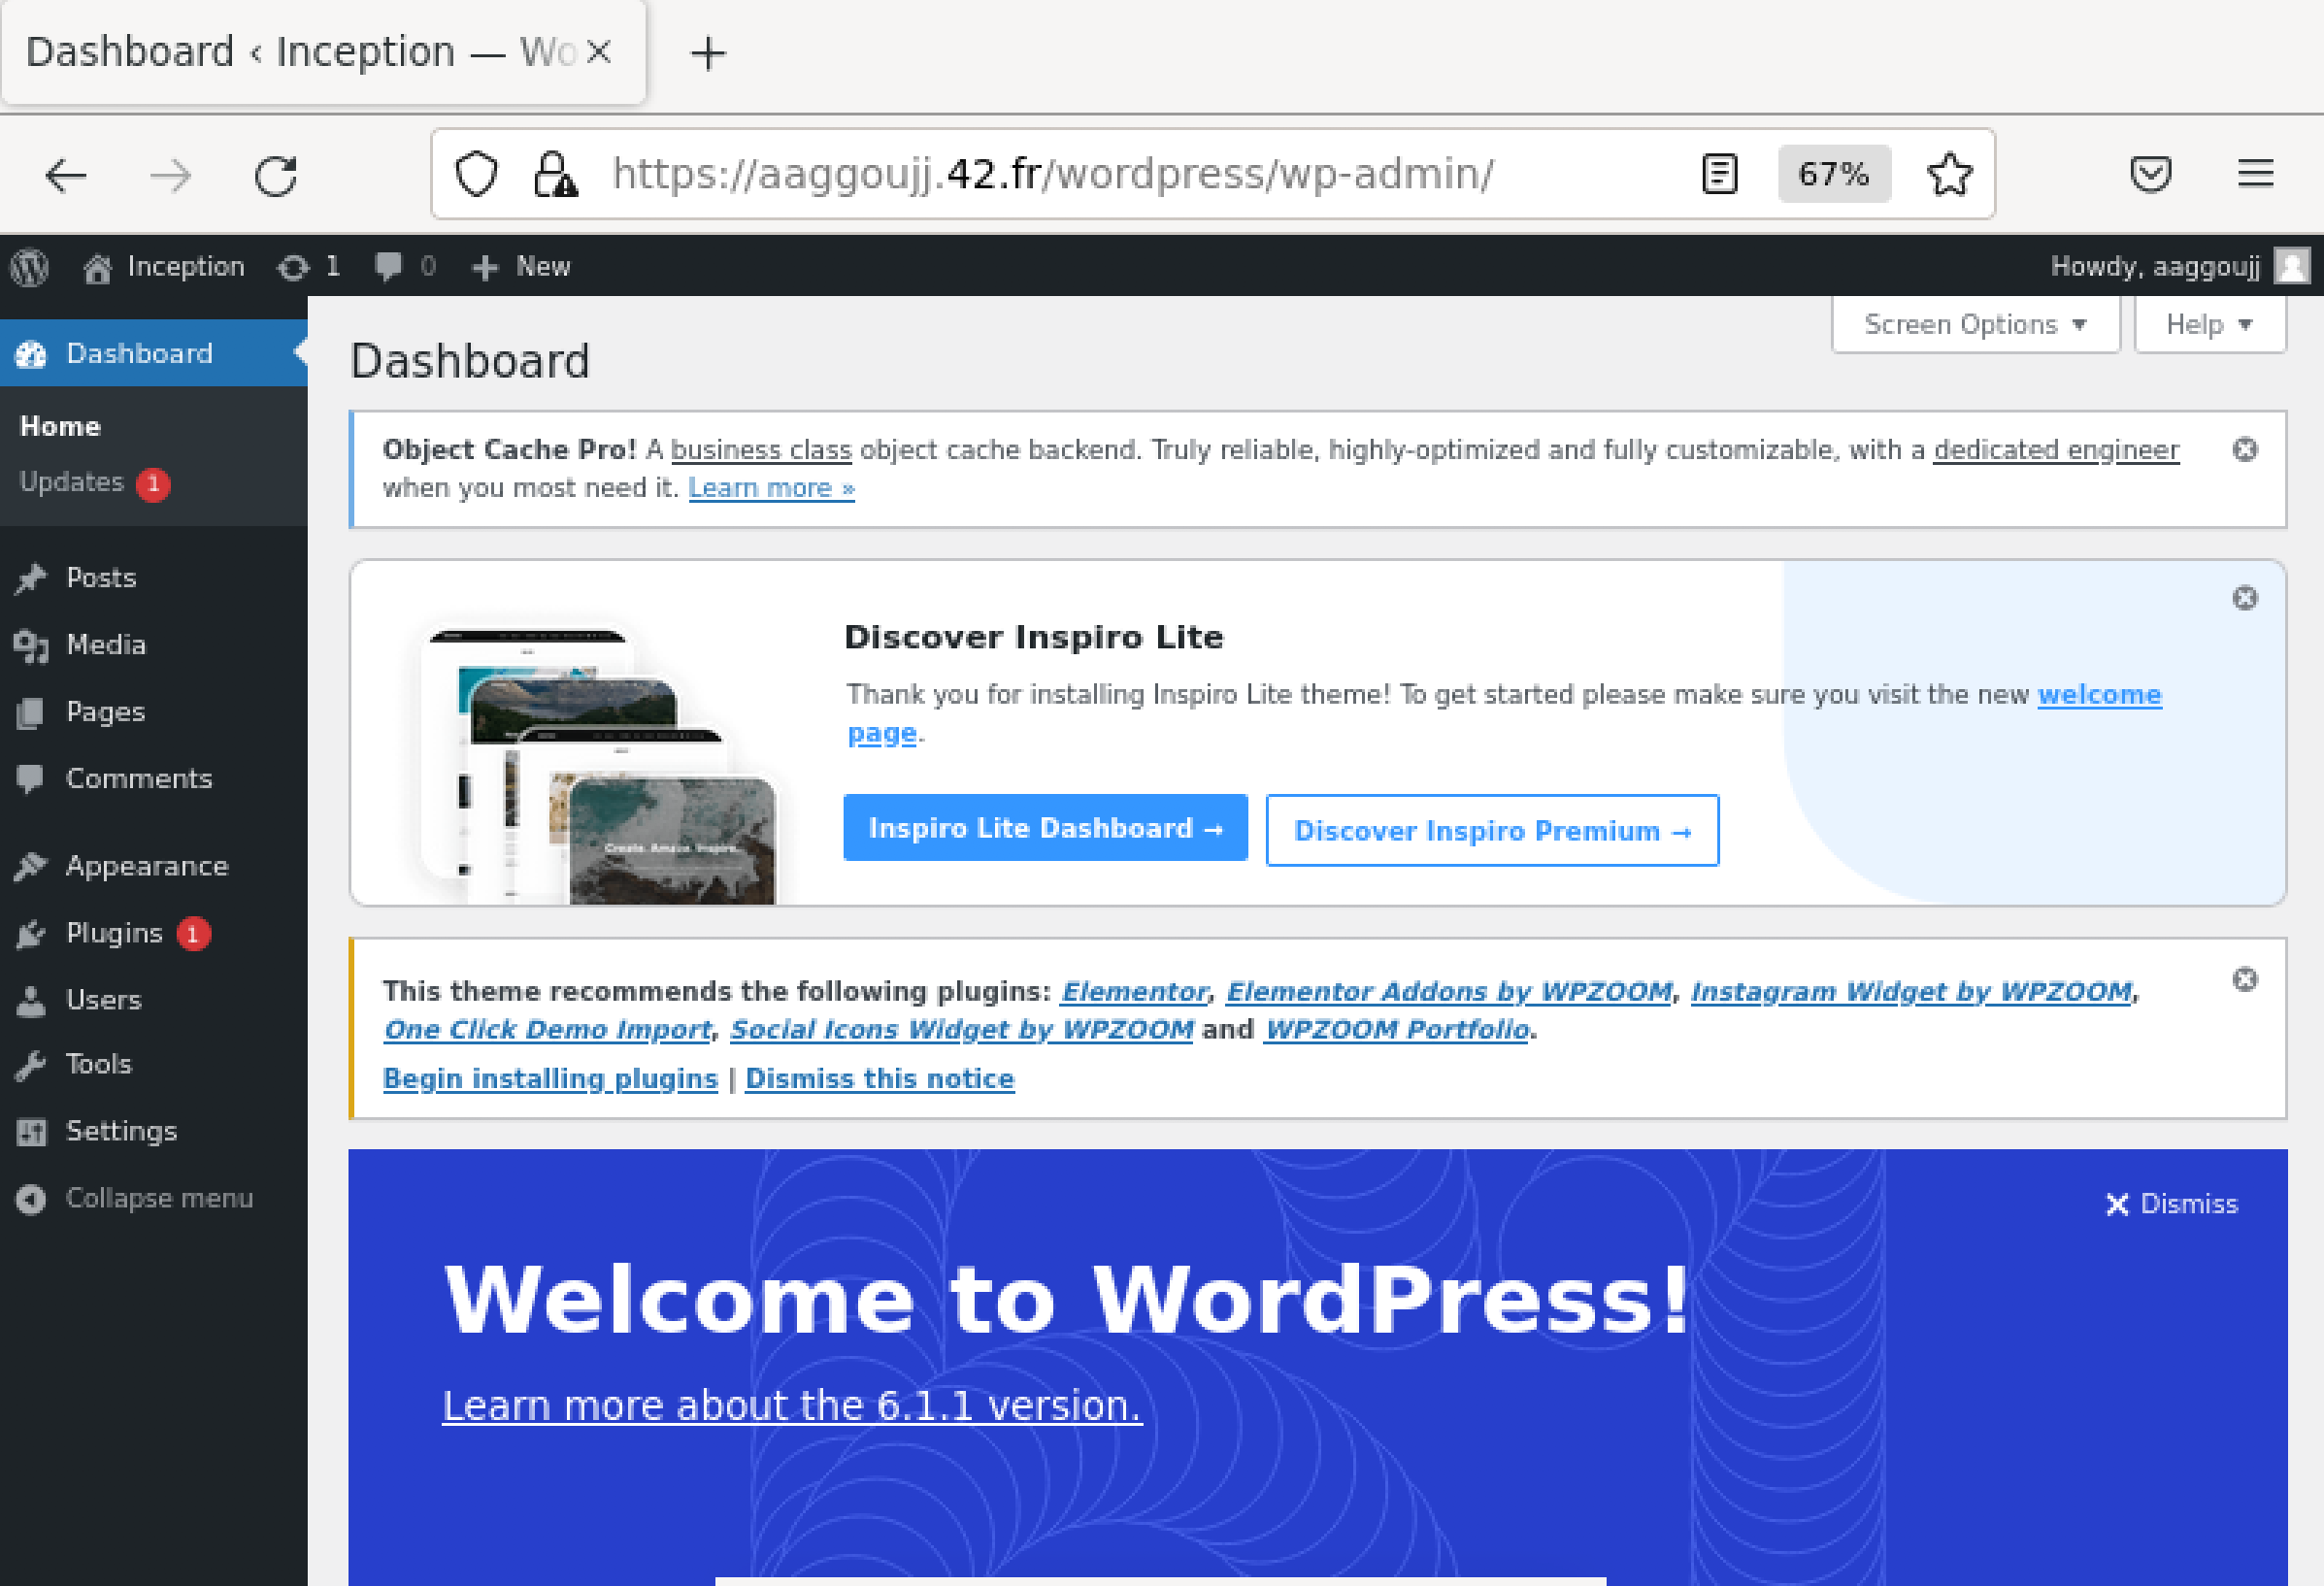 Dashboard ‹ Inception — Wo
https://aaggoujj.42.fr/wordpress/wp-admin/
67%
Inception
1
0
New
Howdy, aaggoujj
Screen Options
Help
Dashboard
Home
Updates 1
Posts
Media
Pages
Comments
Appearance
Plugins 1
Users
Tools
Settings
Collapse menu
Dashboard
Object Cache Pro! A business class object cache backend. Truly reliable, highly-optimized and fully customizable, with a dedicated engineer
when you most need it. Learn more »
Discover Inspiro Lite
Thank you for installing Inspiro Lite theme! To get started please make sure you visit the new welcome
page.
Inspiro Lite Dashboard →
Discover Inspiro Premium →
Create. Amaze. Inspire.
This theme recommends the following plugins: Elementor, Elementor Addons by WPZOOM, Instagram Widget by WPZOOM,
One Click Demo Import, Social Icons Widget by WPZOOM and WPZOOM Portfolio.
Begin installing plugins | Dismiss this notice
Dismiss
Welcome to WordPress!
Learn more about the 6.1.1 version.